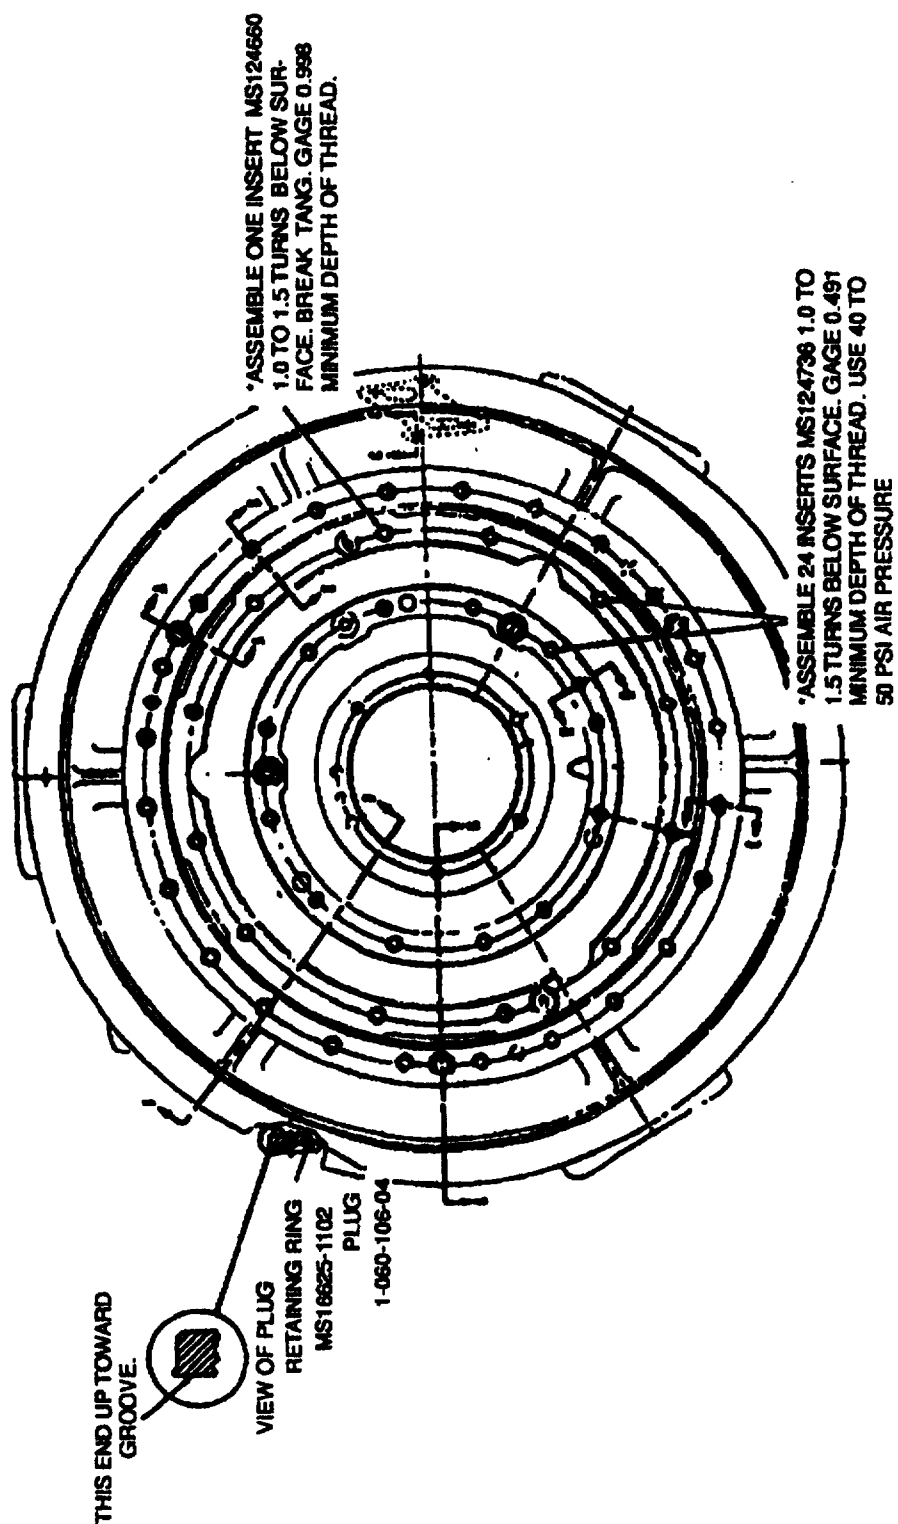 *ASSEMBLE ONE INSERT MS124660
1.0 TO 1.5 TURNS BELOW SUR-
FACE. BREAK TANG. GAGE 0.998
MINIMUM DEPTH OF THREAD.
*ASSEMBLE 24 INSERTS MS124736 1.0 TO
1.5 TURNS BELOW SURFACE. GAGE 0.491
MINIMUM DEPTH OF THREAD. USE 40 TO
50 PSI AIR PRESSURE
THIS END UP TOWARD
GROOVE.
VIEW OF PLUG
RETAINING RING
MS16625-1102
PLUG
1-060-106-04